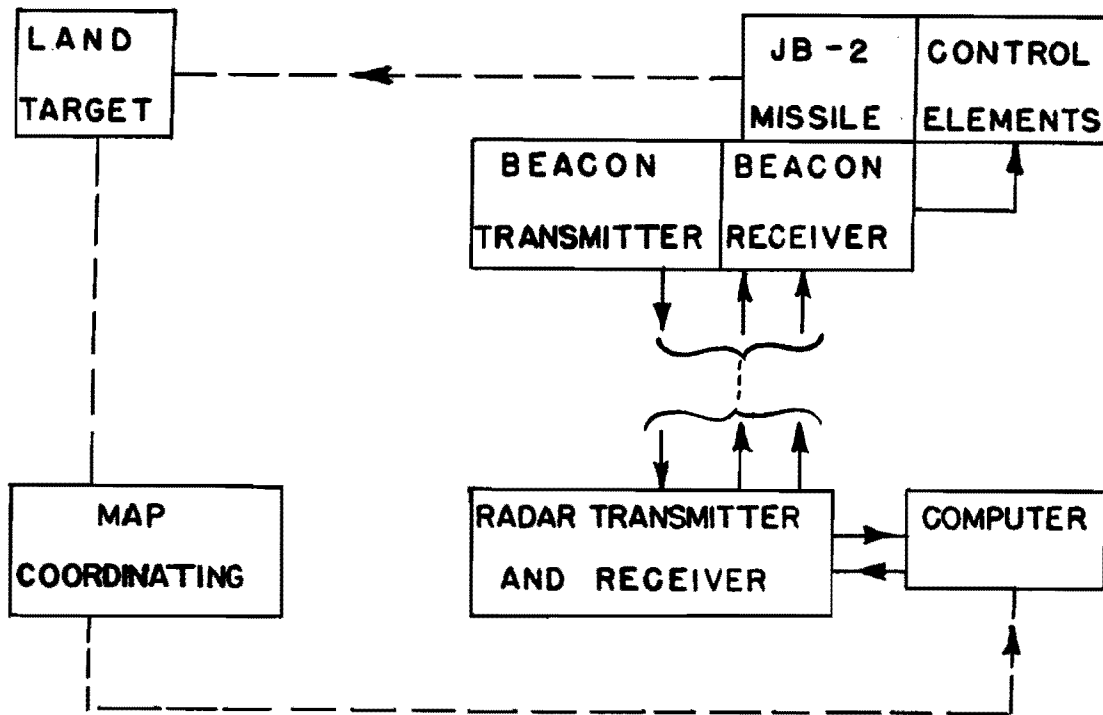 LAND
TARGET
JB-2
MISSILE
CONTROL
ELEMENTS
BEACON
TRANSMITTER
BEACON
RECEIVER
MAP
COORDINATING
RADAR TRANSMITTER
AND RECEIVER
COMPUTER